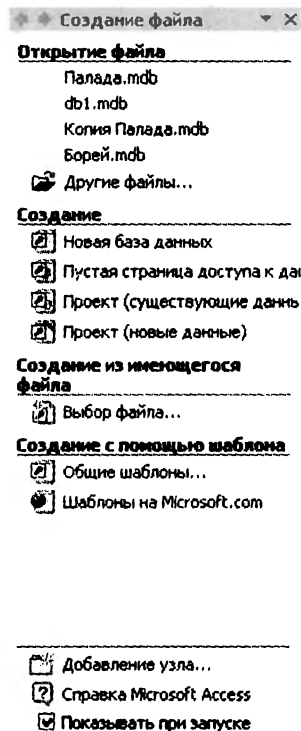 Создание файла
Открытие файла
Палада.mdb
db1.mdb
Копия Палада.mdb
Борей.mdb
Другие файлы...
Создание
Новая база данных
Пустая страница доступа к дан
Проект (существующие даннь
Проект (новые данные)
Создание из имеющегося
файла
Выбор файла...
Создание с помощью шаблона
Общие шаблоны...
Шаблоны на Microsoft.com
Добавление узла...
Справка Microsoft Access
Показывать при запуске